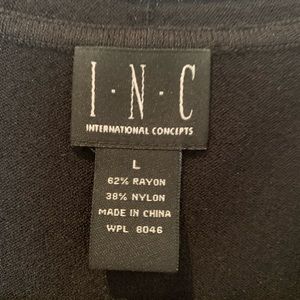 I·N·C
INTERNATIONAL CONCEPTS
L
62% RAYON
38% NYLON
MADE IN CHINA
WPL 8046